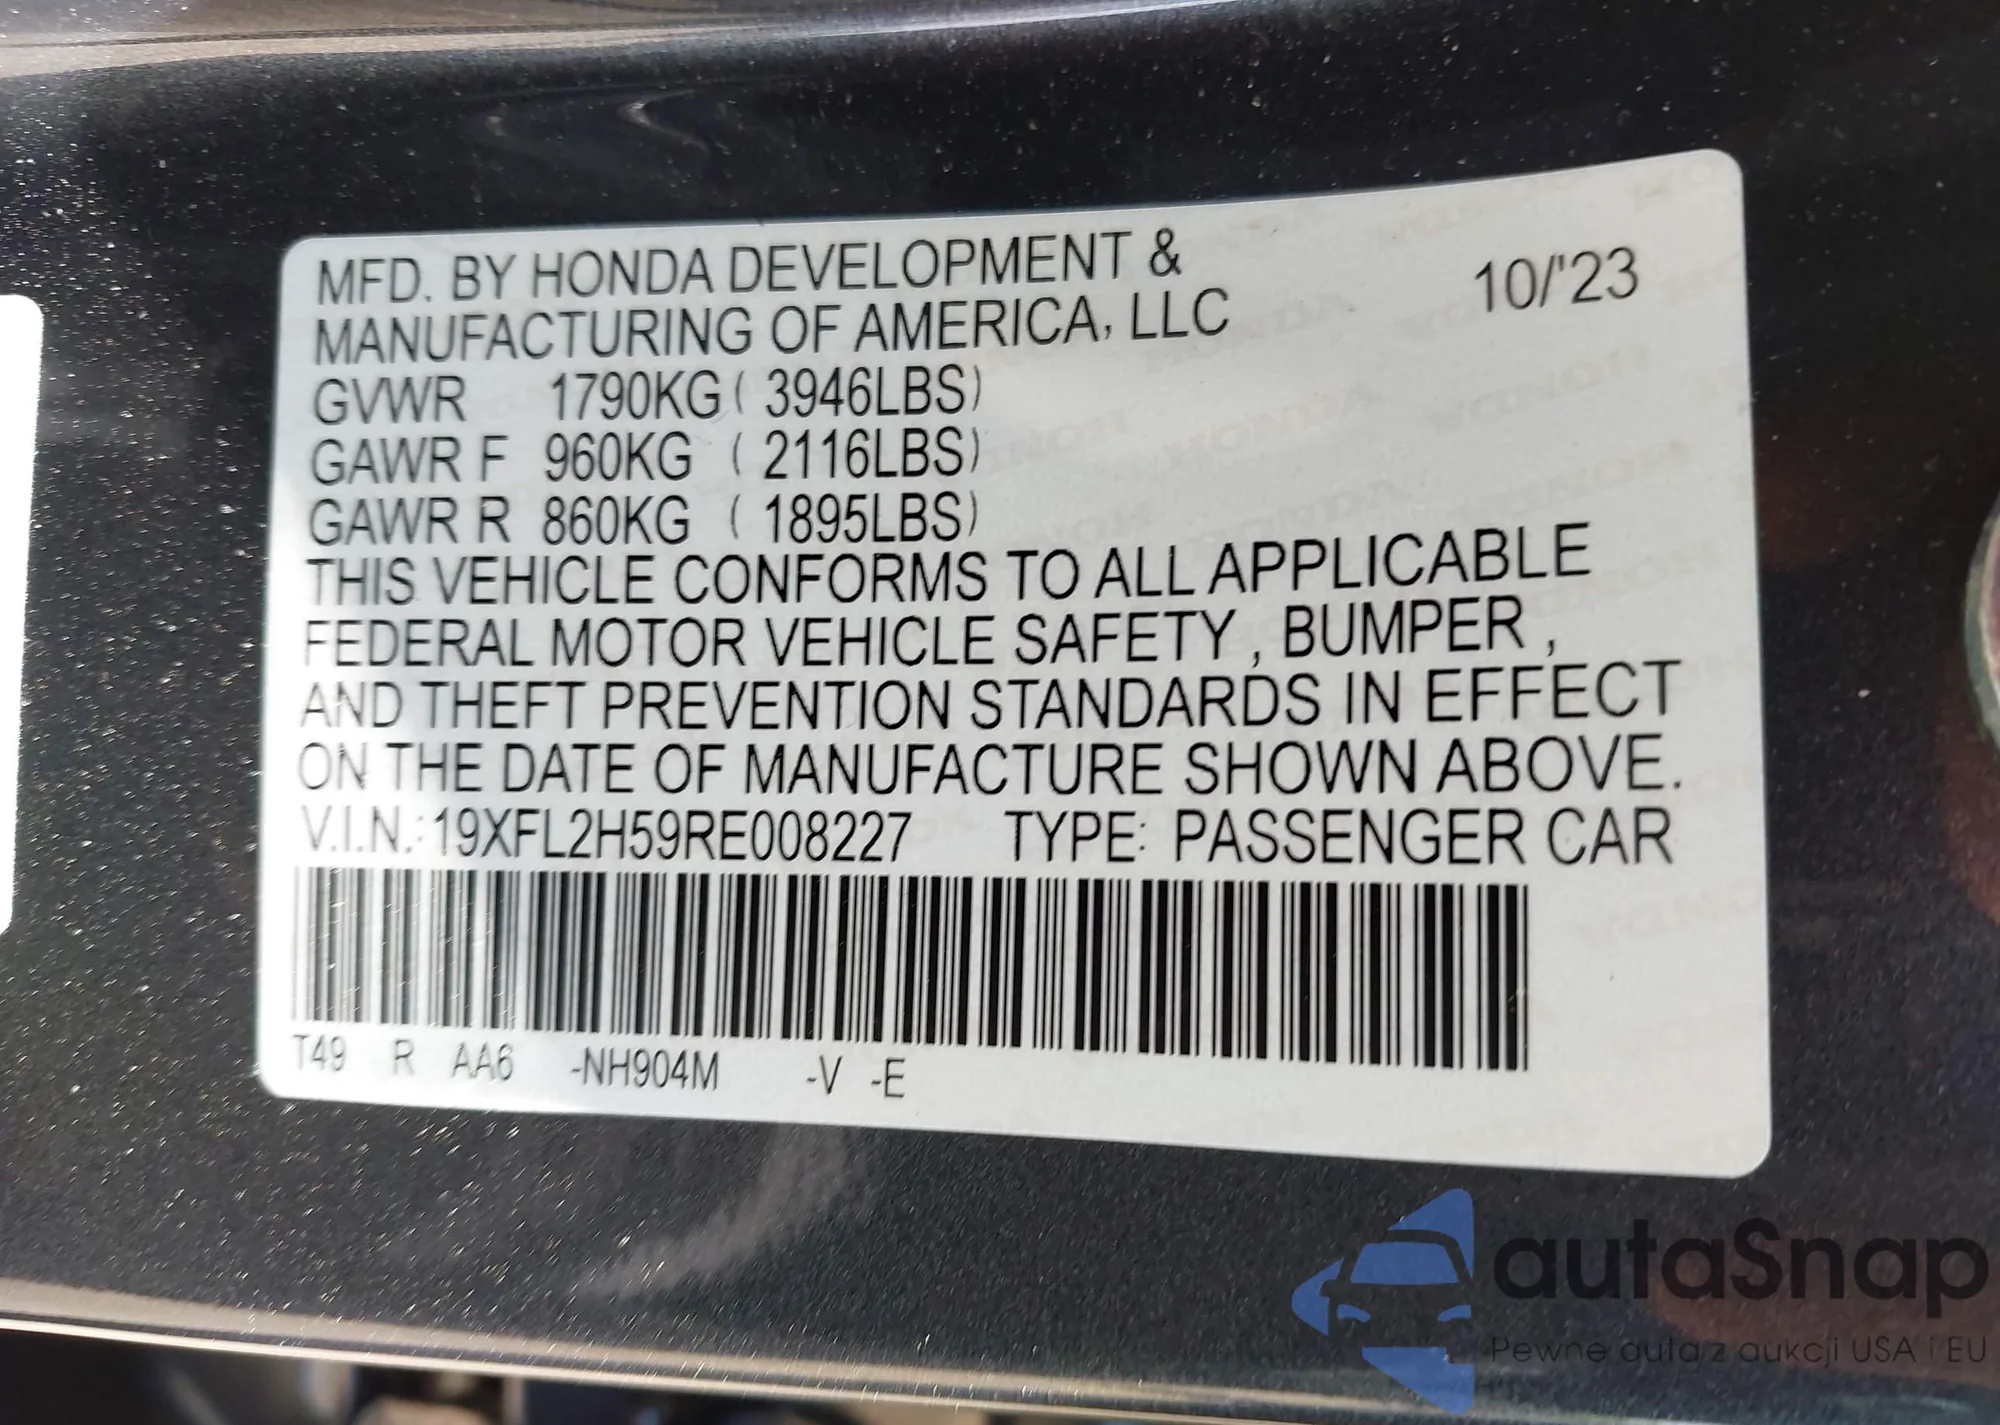 MFD. BY HONDA DEVELOPMENT &
MANUFACTURING OF AMERICA, LLC
10/'23
GVWR 1790KG ( 3946LBS)
GAWR F 960KG ( 2116LBS)
GAWR R 860KG ( 1895LBS)
THIS VEHICLE CONFORMS TO ALL APPLICABLE
FEDERAL MOTOR VEHICLE SAFETY , BUMPER ,
AND THEFT PREVENTION STANDARDS IN EFFECT
ON THE DATE OF MANUFACTURE SHOWN ABOVE.
V.I.N.: 19XFL2H59RE008227 TYPE: PASSENGER CAR
T49 R AA6 -NH904M -V -E
autaSnap
Pewne auta z aukcji USA i EU